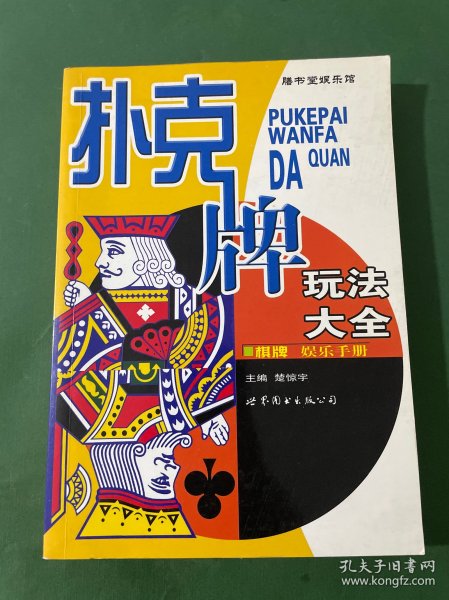 膳书堂娱乐馆
扑克牌
PUKEPAI
WANFA
DA QUAN
玩法
大全
棋牌 娱乐手册
主编 楚惊宇
世界图书出版公司
孔夫子旧书网
www.kongfz.com